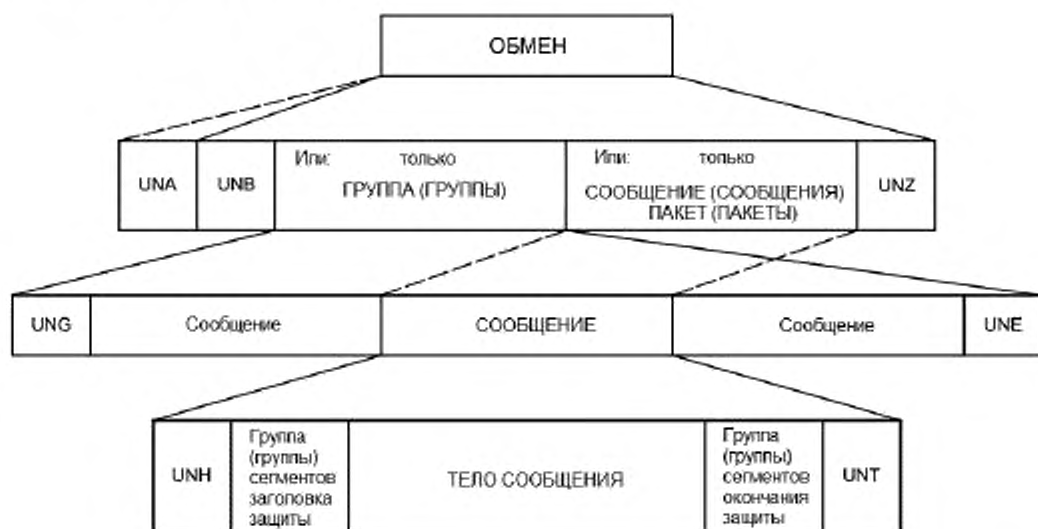 ОБМЕН
UNA
UNB
Или: только
ГРУППА (ГРУППЫ)
Или: только
СООБЩЕНИЕ (СООБЩЕНИЯ)
ПАКЕТ (ПАКЕТЫ)
UNZ
UNG
Сообщение
СООБЩЕНИЕ
Сообщение
UNE
UNH
Группа
(группы)
сегментов
заголовка
защиты
ТЕЛО СООБЩЕНИЯ
Группа
(группы)
сегментов
окончания
защиты
UNT